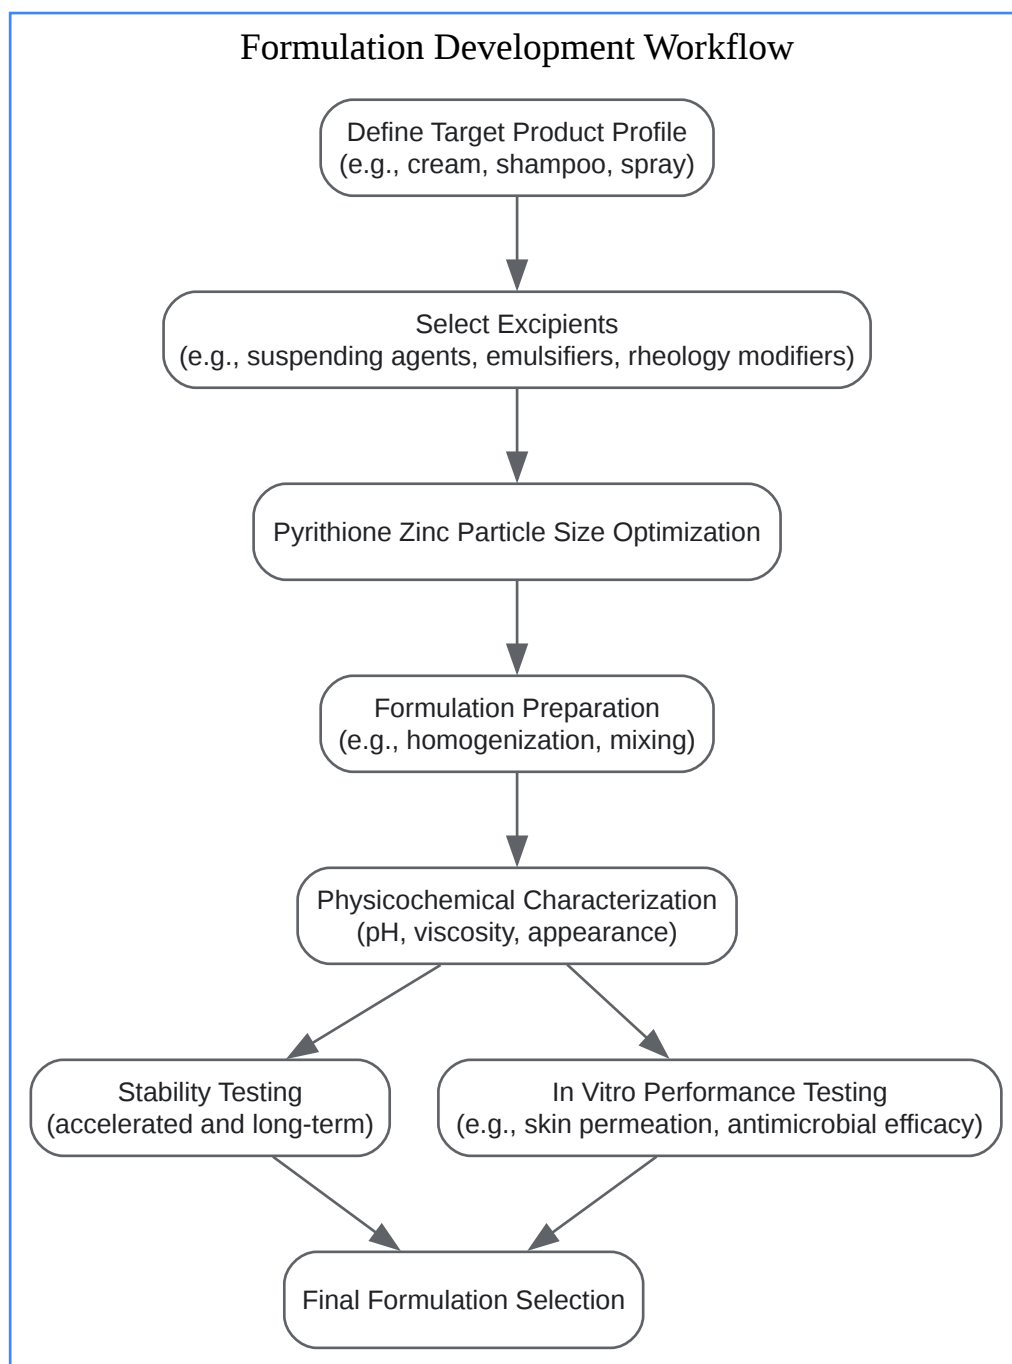 Formulation Development Workflow
Define Target Product Profile
(e.g., cream, shampoo, spray)
Select Excipients
(e.g., suspending agents, emulsifiers, rheology modifiers)
Pyrithione Zinc Particle Size Optimization
Formulation Preparation
(e.g., homogenization, mixing)
Physicochemical Characterization
(pH, viscosity, appearance)
Stability Testing
(accelerated and long-term)
In Vitro Performance Testing
(e.g., skin permeation, antimicrobial efficacy)
Final Formulation Selection